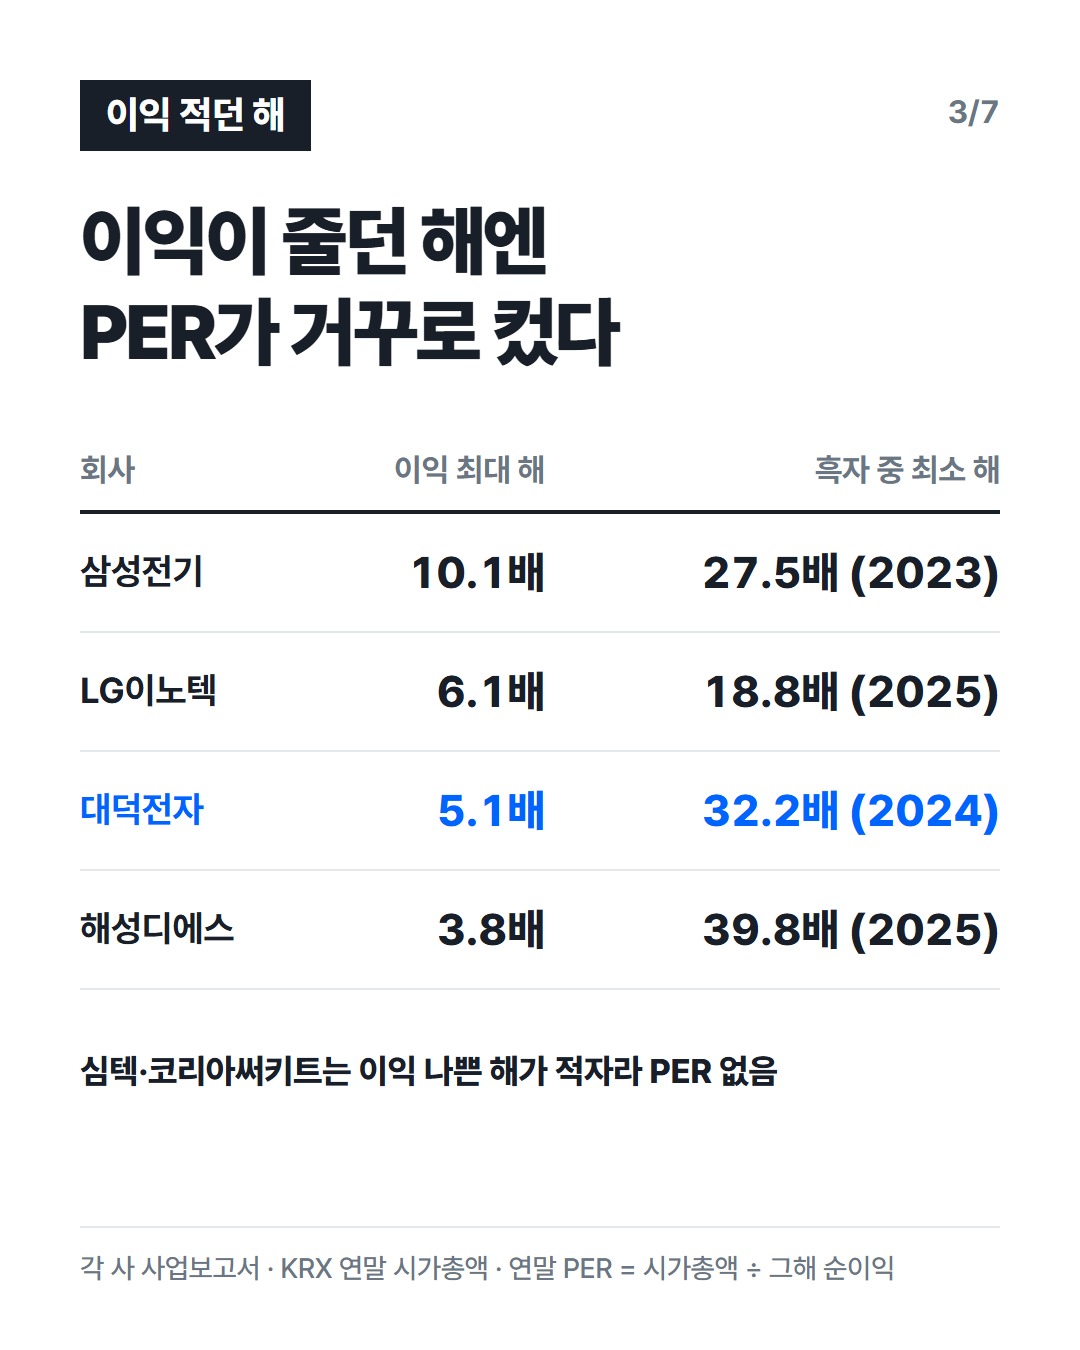 이익 적던 해
3/7
이익이 줄던 해엔
PER가 거꾸로 컸다
회사 이익 최대 해 흑자 중 최소 해
삼성전기 10.1배 27.5배 (2023)
LG이노텍 6.1배 18.8배 (2025)
대덕전자 5.1배 32.2배 (2024)
해성디에스 3.8배 39.8배 (2025)
심텍·코리아써키트는 이익 나쁜 해가 적자라 PER 없음
각 사 사업보고서 · KRX 연말 시가총액 · 연말 PER = 시가총액 ÷ 그해 순이익